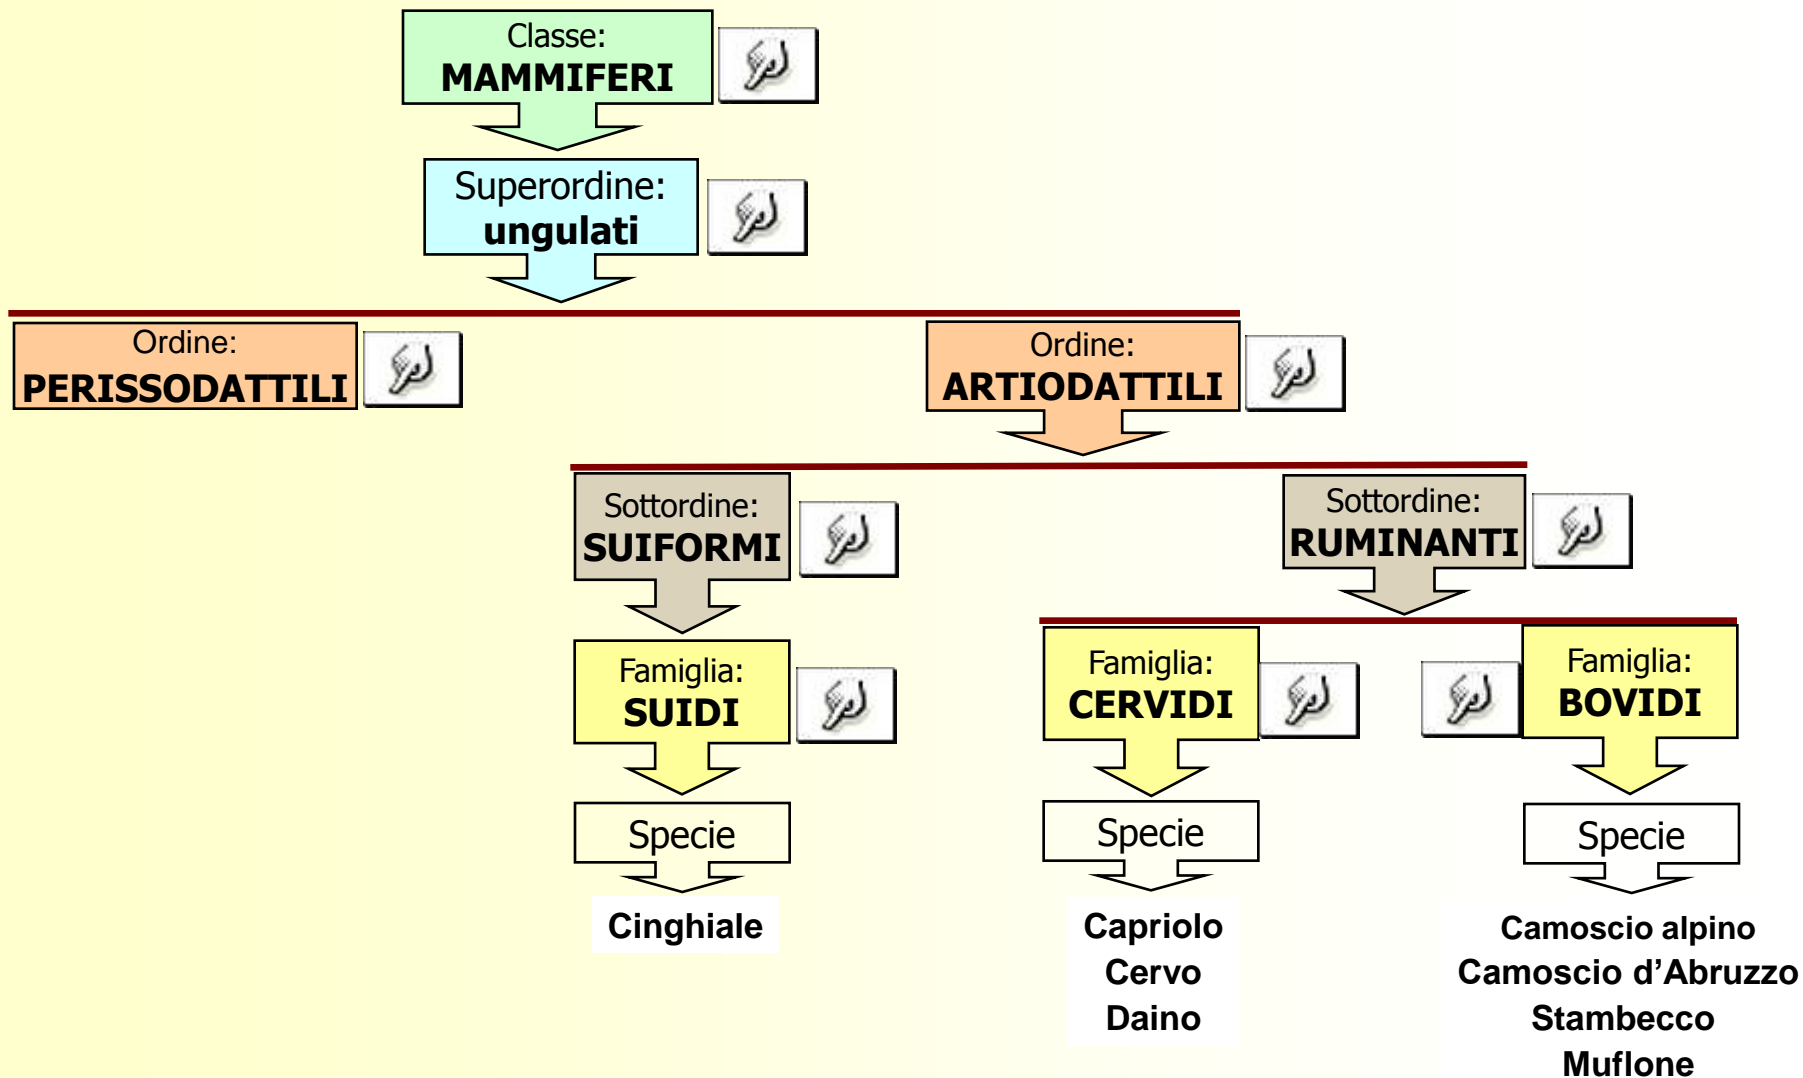 Classe:
MAMMIFERI
Superordine:
ungulati
Ordine:
PERISSODATTILI
Ordine:
ARTIODATTILI
Sottordine:
SUIFORMI
Sottordine:
RUMINANTI
Famiglia:
SUIDI
Famiglia:
CERVIDI
Famiglia:
BOVIDI
Specie
Specie
Specie
Cinghiale
Capriolo
Cervo
Daino
Camoscio alpino
Camoscio d’Abruzzo
Stambecco
Muflone